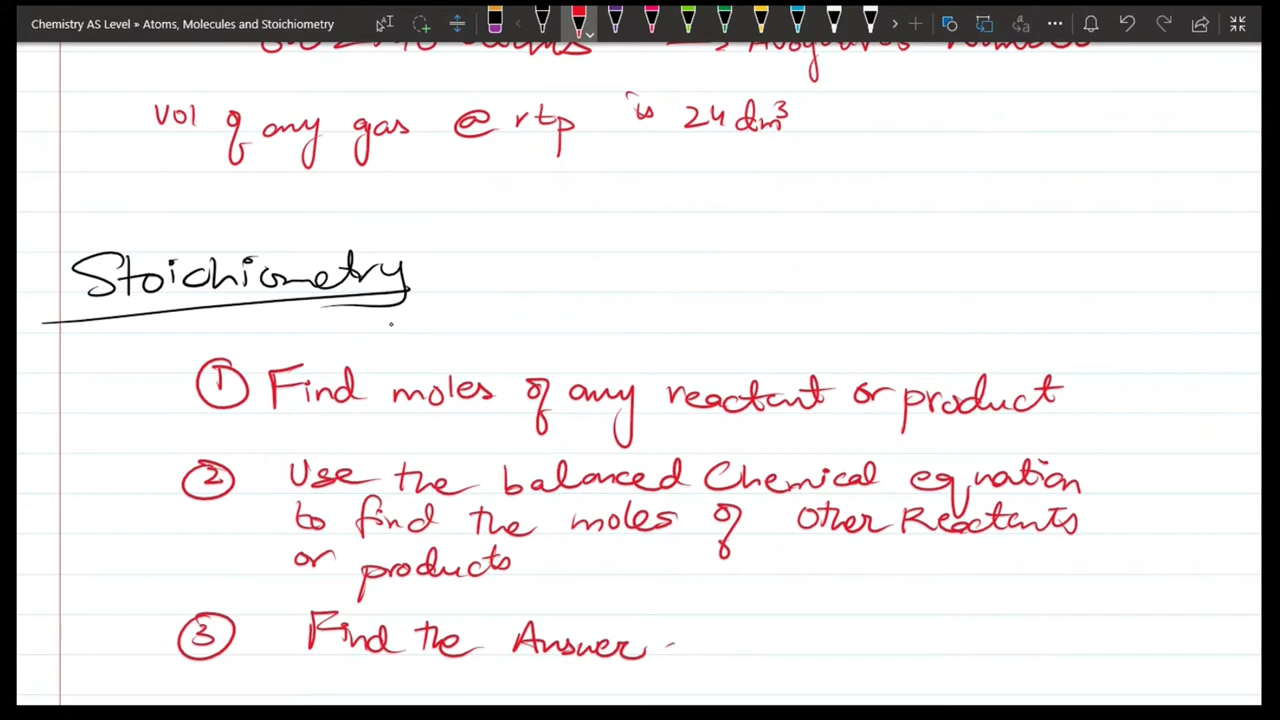 Chemistry AS Level » Atoms, Molecules and Stoichiometry
Vol of any gas @ rtp is 24 dm³
Stoichiometry
① Find moles of any reactant or product
② Use the balanced Chemical equation
to find the moles of Other Reactants
or products
③ Find the Answer